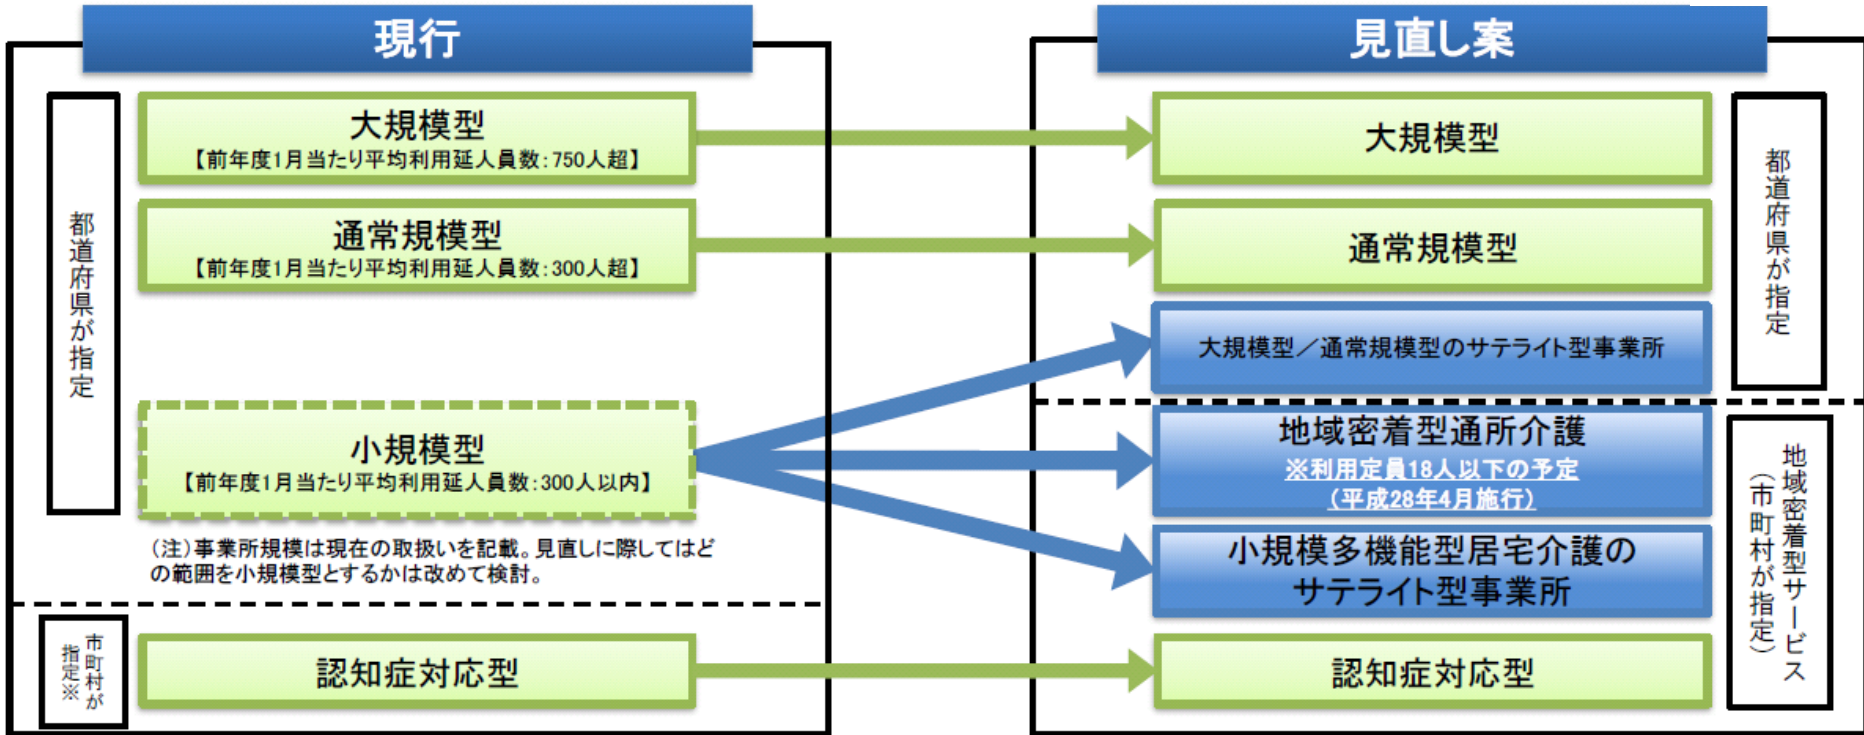 現行
都道府県が指定
大規模型
【前年度1月当たり平均利用延人員数:750人超】
通常規模型
【前年度1月当たり平均利用延人員数:300人超】
小規模型
【前年度1月当たり平均利用延人員数:300人以内】
(注)事業所規模は現在の取扱いを記載。見直しに際してはど
の範囲を小規模型とするかは改めて検討。
市町村が
指定※
認知症対応型
見直し案
大規模型
通常規模型
大規模型/通常規模型のサテライト型事業所
都道府県が指定
地域密着型通所介護
※利用定員18人以下の予定
(平成28年4月施行)
小規模多機能型居宅介護の
サテライト型事業所
認知症対応型
地域密着型サービス
(市町村が指定)